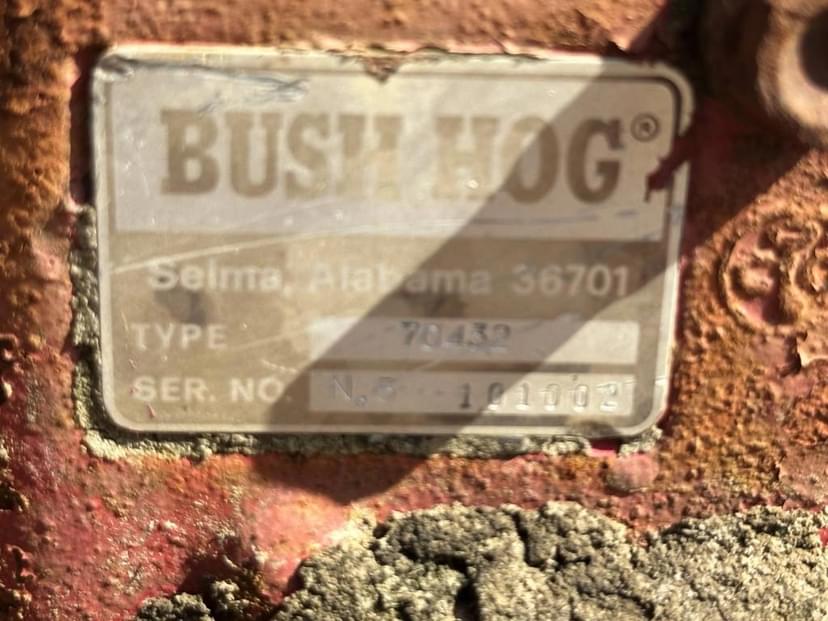 BUSH HOG®
Selma, Alabama 36701
TYPE 70432
SER. NO. 101002